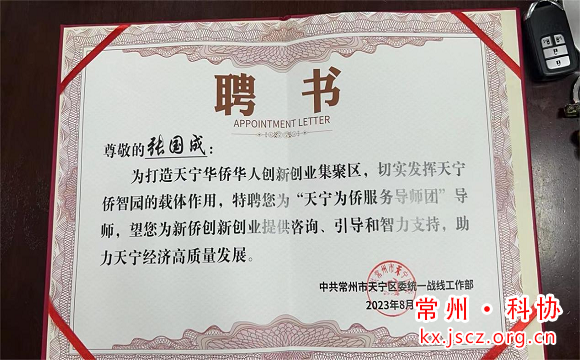 聘书
APPOINTMENT LETTER
尊敬的张国成：
为打造天宁华侨华人创新创业集聚区，切实发挥天宁
侨智园的载体作用，特聘您为“天宁为侨服务导师团”导
师，望您为新侨创新创业提供咨询、引导和智力支持，助
力天宁经济高质量发展。
中共常州市天宁区委统一战线工作部
2023年8月
常州·科协
kx.jscz.org.cn